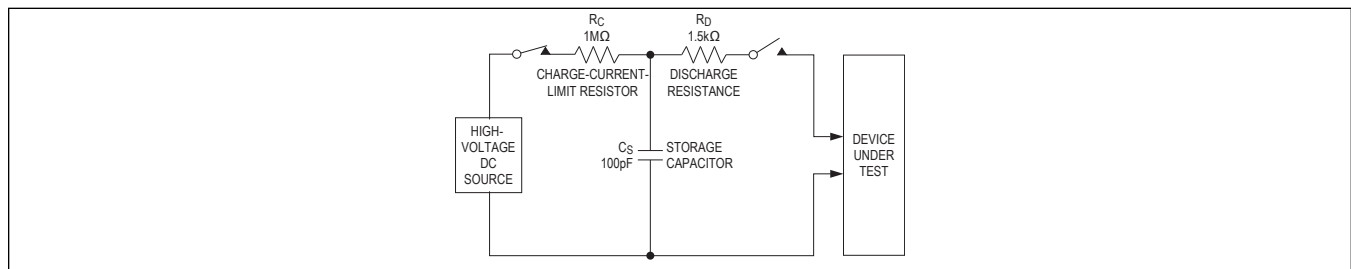 RC
1MΩ
RD
1.5kΩ
CHARGE-CURRENT-
LIMIT RESISTOR
DISCHARGE
RESISTANCE
HIGH-
VOLTAGE
DC
SOURCE
CS
100pF
STORAGE
CAPACITOR
DEVICE
UNDER
TEST